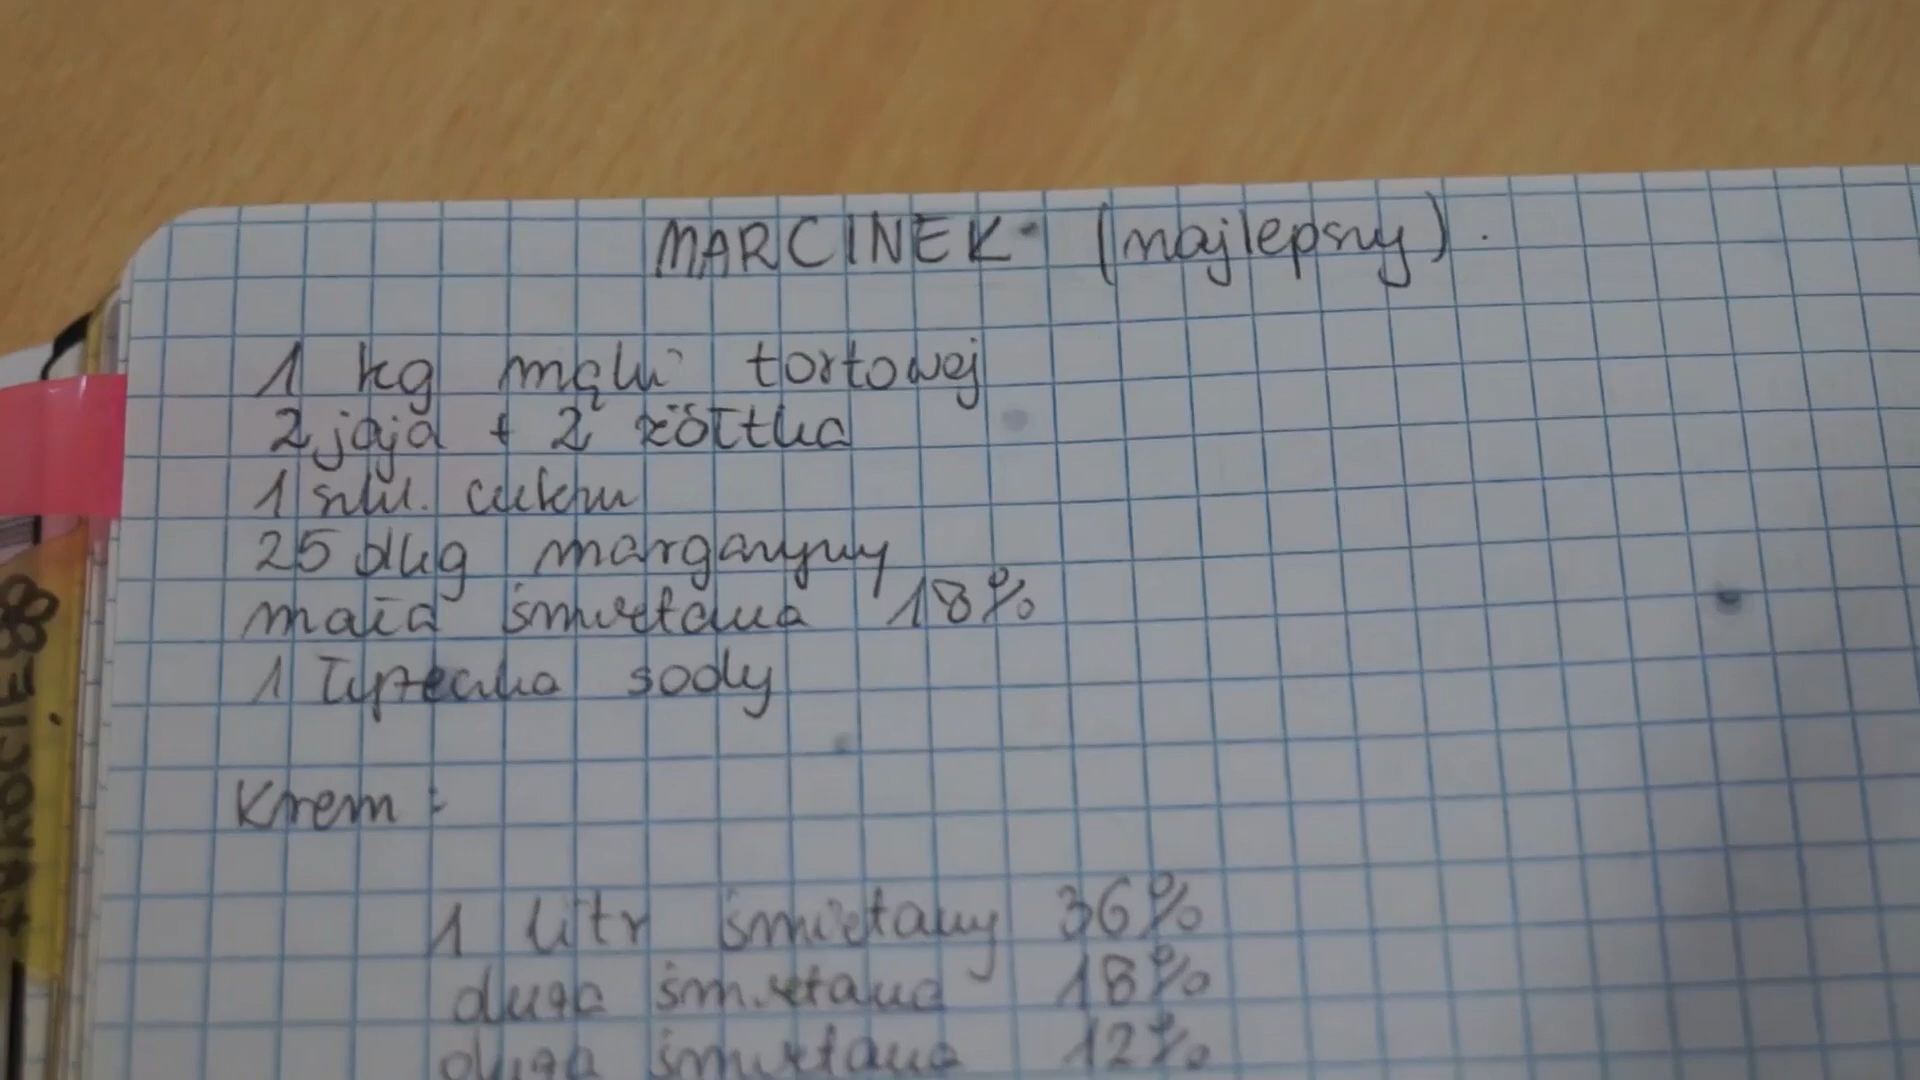 MARCINEK (najlepszy).
1 kg mąki tortowej
2 jaja + 2 żółtka
1 szkl. cukru
25 dkg margaryny
mała śmietana 18%
1 łyżeczka sody
Krem:
1 litr śmietany 36%
duża śmietana 18%
duża śmietana 12%